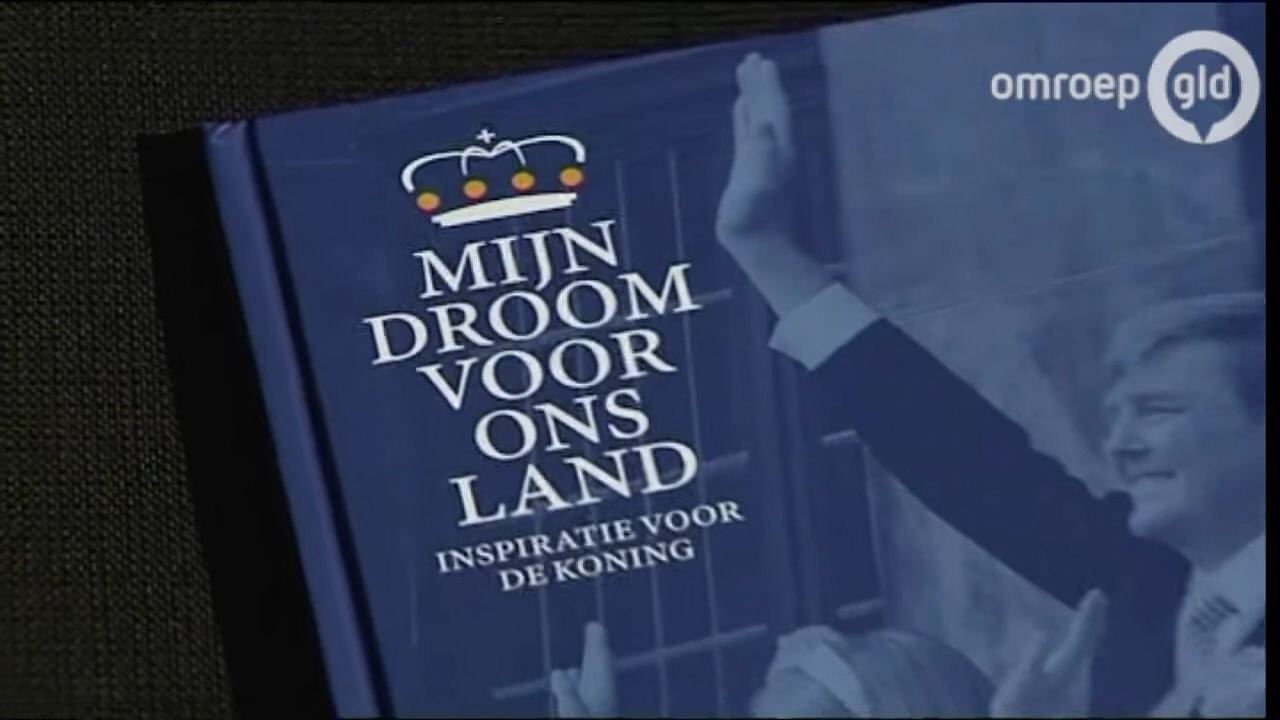 omroep gld
MIJN
DROOM
VOOR
ONS
LAND
INSPIRATIE VOOR
DE KONING